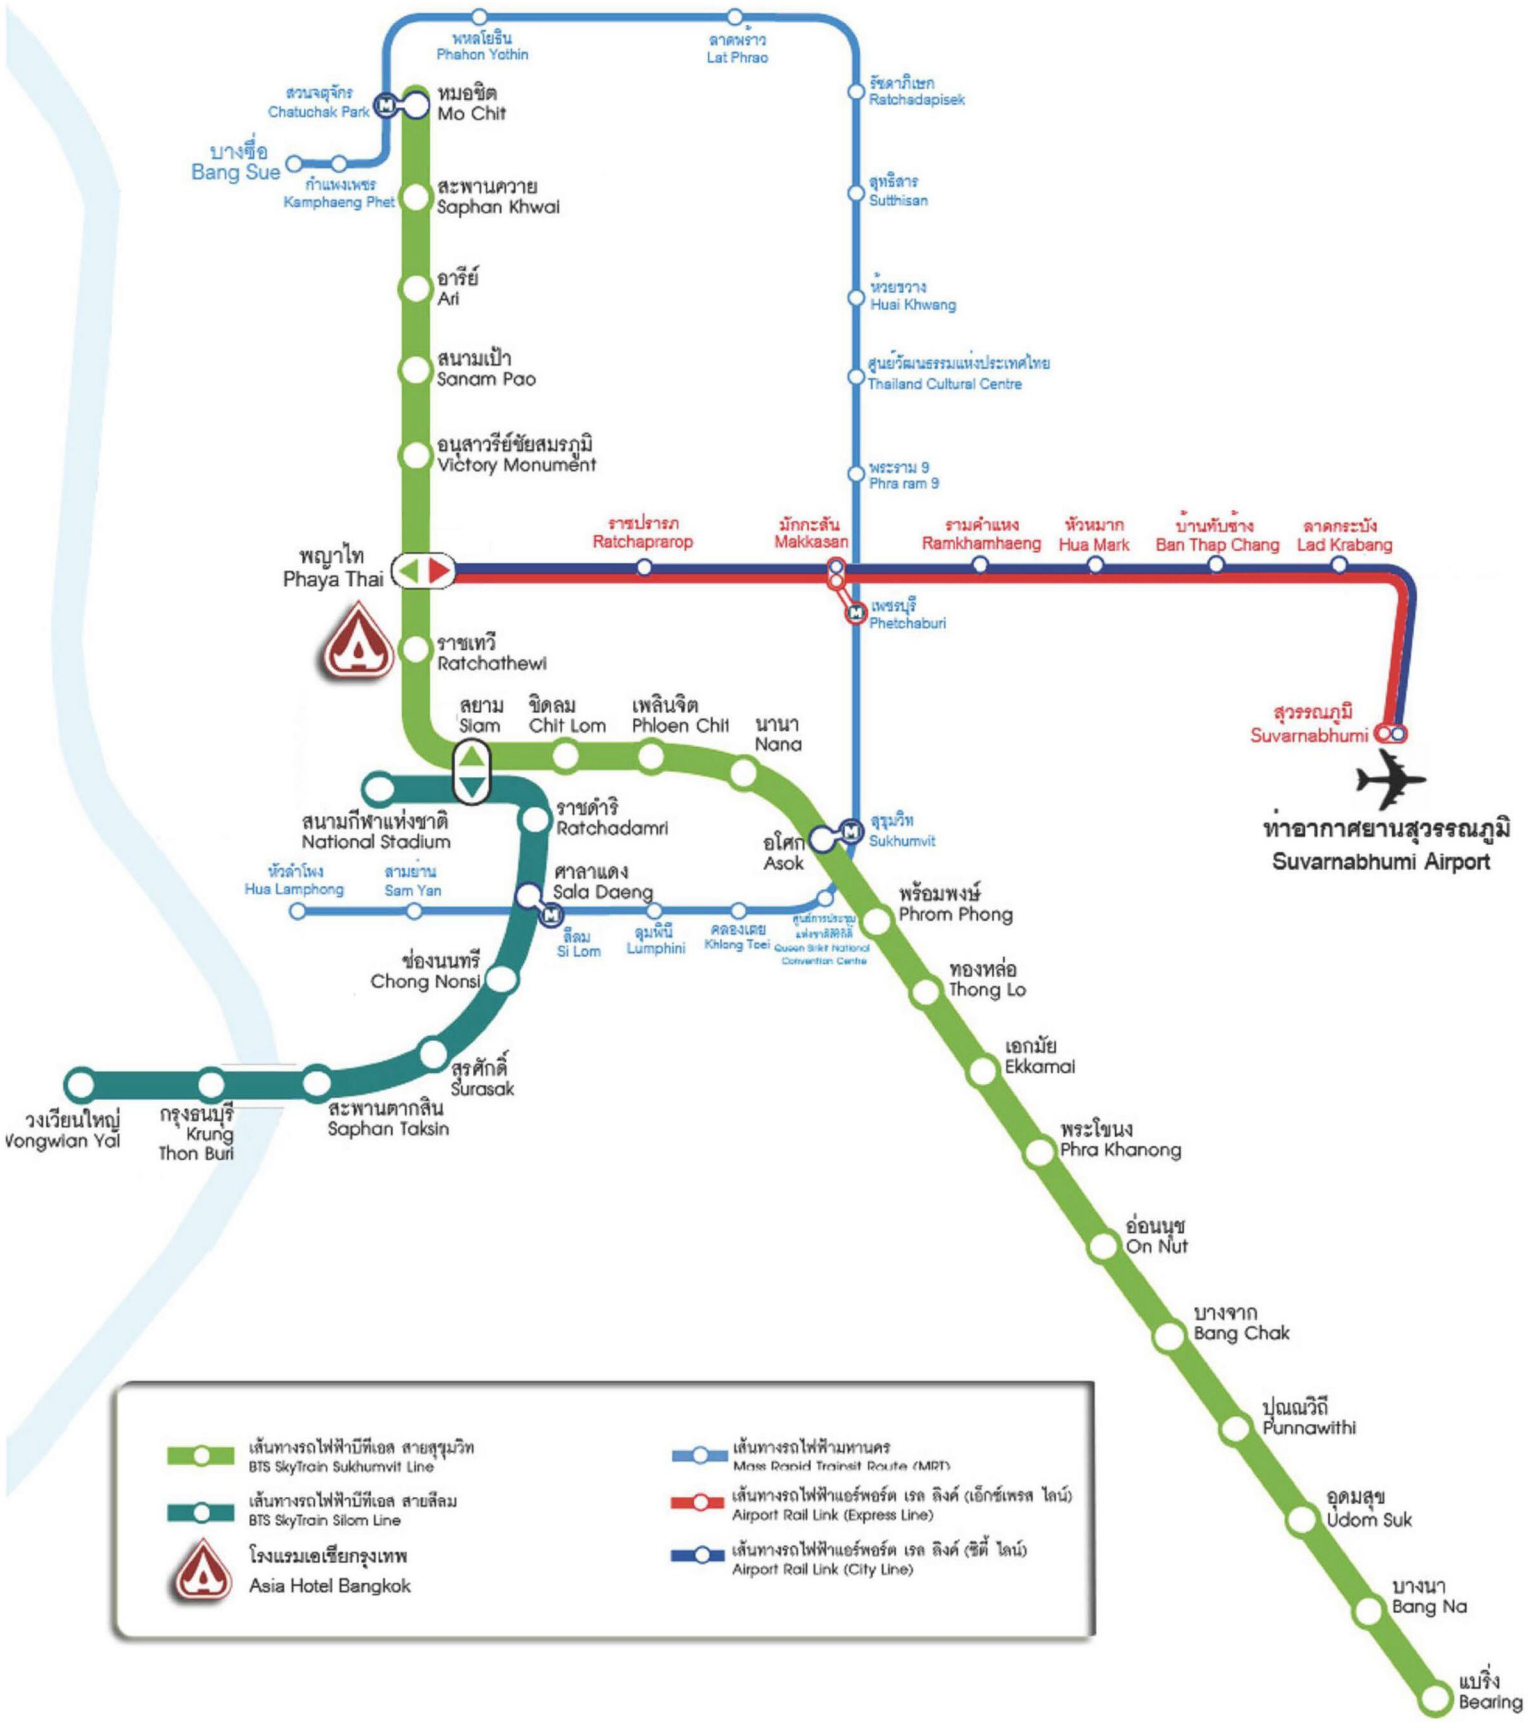 พหลโยธิน
Phahon Yothin
ลาดพร้าว
Lat Phrao
รัชดาภิเษก
Ratchadapisek
สวนจตุจักร
Chatuchak Park
หมอชิต
Mo Chit
บางซื่อ
Bang Sue
กำแพงเพชร
Kamphaeng Phet
สะพานควาย
Saphan Khwai
สุทธิสาร
Sutthisan
อารีย์
Ari
ห้วยขวาง
Huai Khwang
สนามเป้า
Sanam Pao
ศูนย์วัฒนธรรมแห่งประเทศไทย
Thailand Cultural Centre
อนุสาวรีย์ชัยสมรภูมิ
Victory Monument
พระราม 9
Phra ram 9
พญาไท
Phaya Thai
ราชปรารภ
Ratchaprarop
มักกะสัน
Makkasan
รามคำแหง
Ramkhamhaeng
หัวหมาก
Hua Mark
บ้านทับช้าง
Ban Thap Chang
ลาดกระบัง
Lad Krabang
เพชรบุรี
Phetchaburi
ราชเทวี
Ratchathewi
สยาม
Siam
ชิดลม
Chit Lom
เพลินจิต
Phloen Chit
นานา
Nana
สุวรรณภูมิ
Suvarnabhumi
ท่าอากาศยานสุวรรณภูมิ
Suvarnabhumi Airport
สนามกีฬาแห่งชาติ
National Stadium
ราชดำริ
Ratchadamri
อโศก
Asok
M
สุขุมวิท
Sukhumvit
หัวลำโพง
Hua Lamphong
สามย่าน
Sam Yan
ศาลาแดง
Sala Daeng
M
สีลม
Si Lom
ลุมพินี
Lumphini
คลองเตย
Khlong Toei
ศูนย์การประชุม
แห่งชาติสิริกิติ์
Queen Sirikit National
Convention Centre
พร้อมพงษ์
Phrom Phong
ช่องนนทรี
Chong Nonsi
ทองหล่อ
Thong Lo
สุรศักดิ์
Surasak
เอกมัย
Ekkamai
วงเวียนใหญ่
Wongwian Yai
กรุงธนบุรี
Krung
Thon Buri
สะพานตากสิน
Saphan Taksin
พระโขนง
Phra Khanong
อ่อนนุช
On Nut
บางจาก
Bang Chak
ปุณณวิถี
Punnawithi
อุดมสุข
Udom Suk
บางนา
Bang Na
แบริ่ง
Bearing
เส้นทางรถไฟฟ้าบีทีเอส สายสุขุมวิท
BTS SkyTrain Sukhumvit Line
เส้นทางรถไฟฟ้าบีทีเอส สายสีลม
BTS SkyTrain Silom Line
โรงแรมเอเชียกรุงเทพ
Asia Hotel Bangkok
เส้นทางรถไฟฟ้ามหานคร
Mass Rapid Transit Route (MRT)
เส้นทางรถไฟฟ้าแอร์พอร์ต เรล ลิงค์ (เอ็กซ์เพรส ไลน์)
Airport Rail Link (Express Line)
เส้นทางรถไฟฟ้าแอร์พอร์ต เรล ลิงค์ (ซิตี้ ไลน์)
Airport Rail Link (City Line)